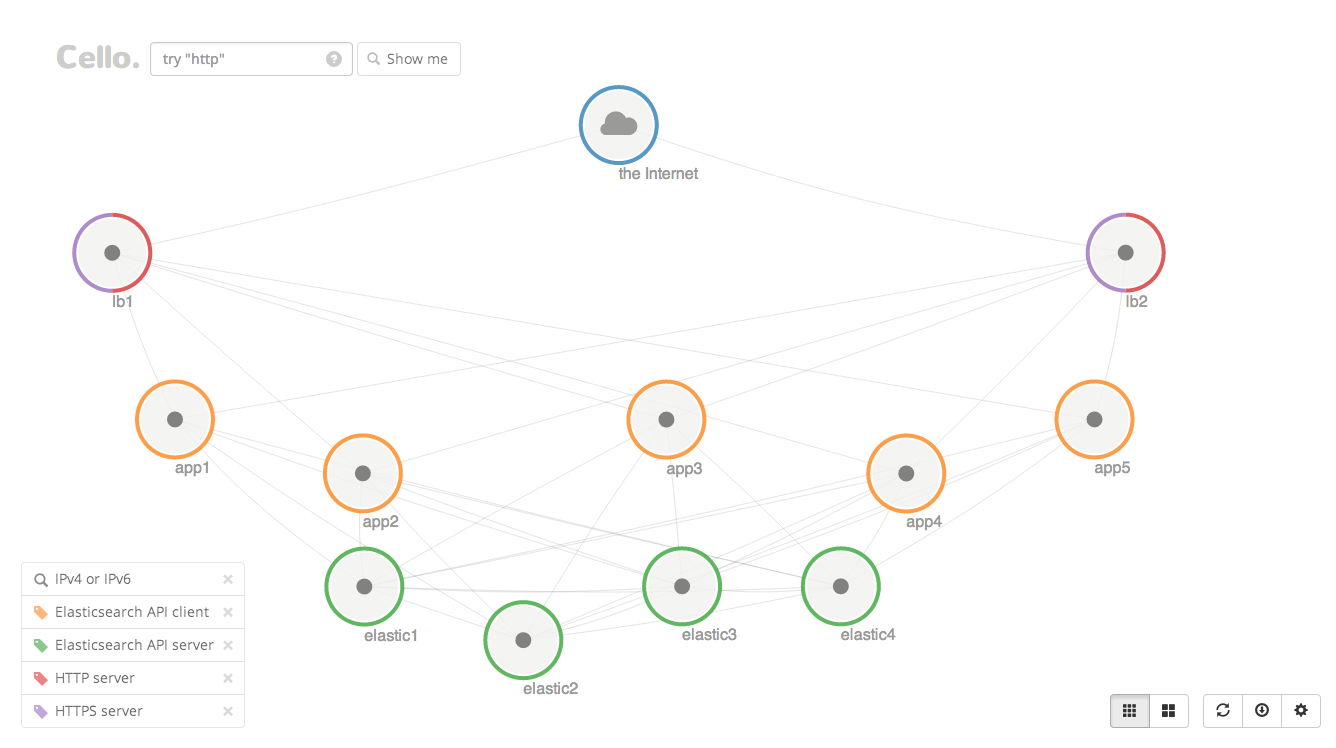 Cello.
try "http"
?
Show me
the Internet
lb1
lb2
app1
app3
app5
app2
app4
elastic1
elastic3
elastic4
elastic2
IPv4 or IPv6
Elasticsearch API client
Elasticsearch API server
HTTP server
HTTPS server